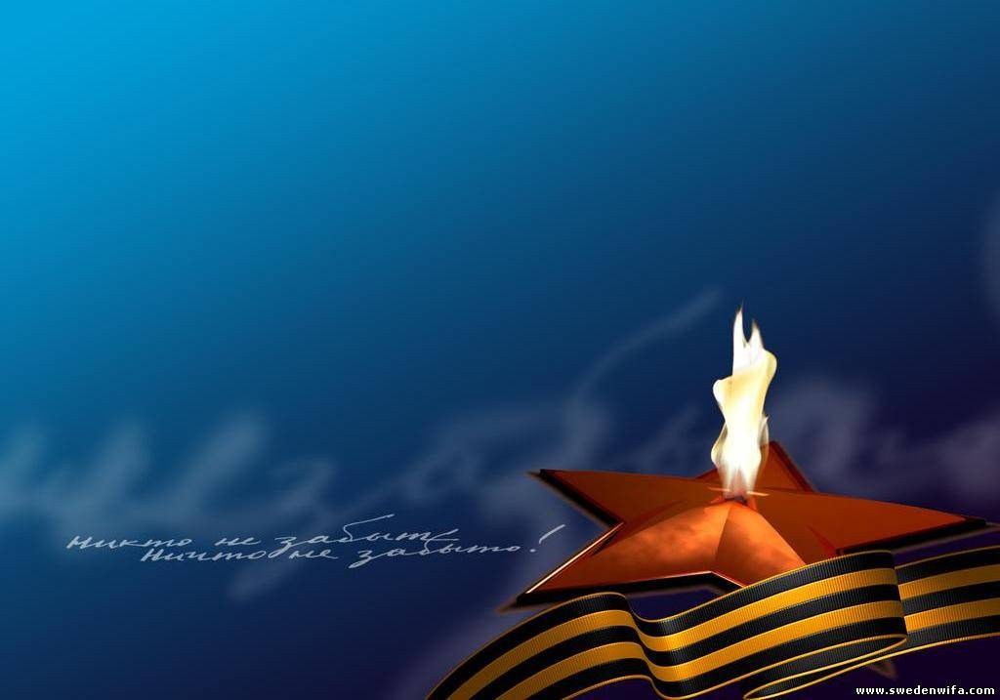 никто не забыт
ничто не забыто!
www.swedenwifa.com